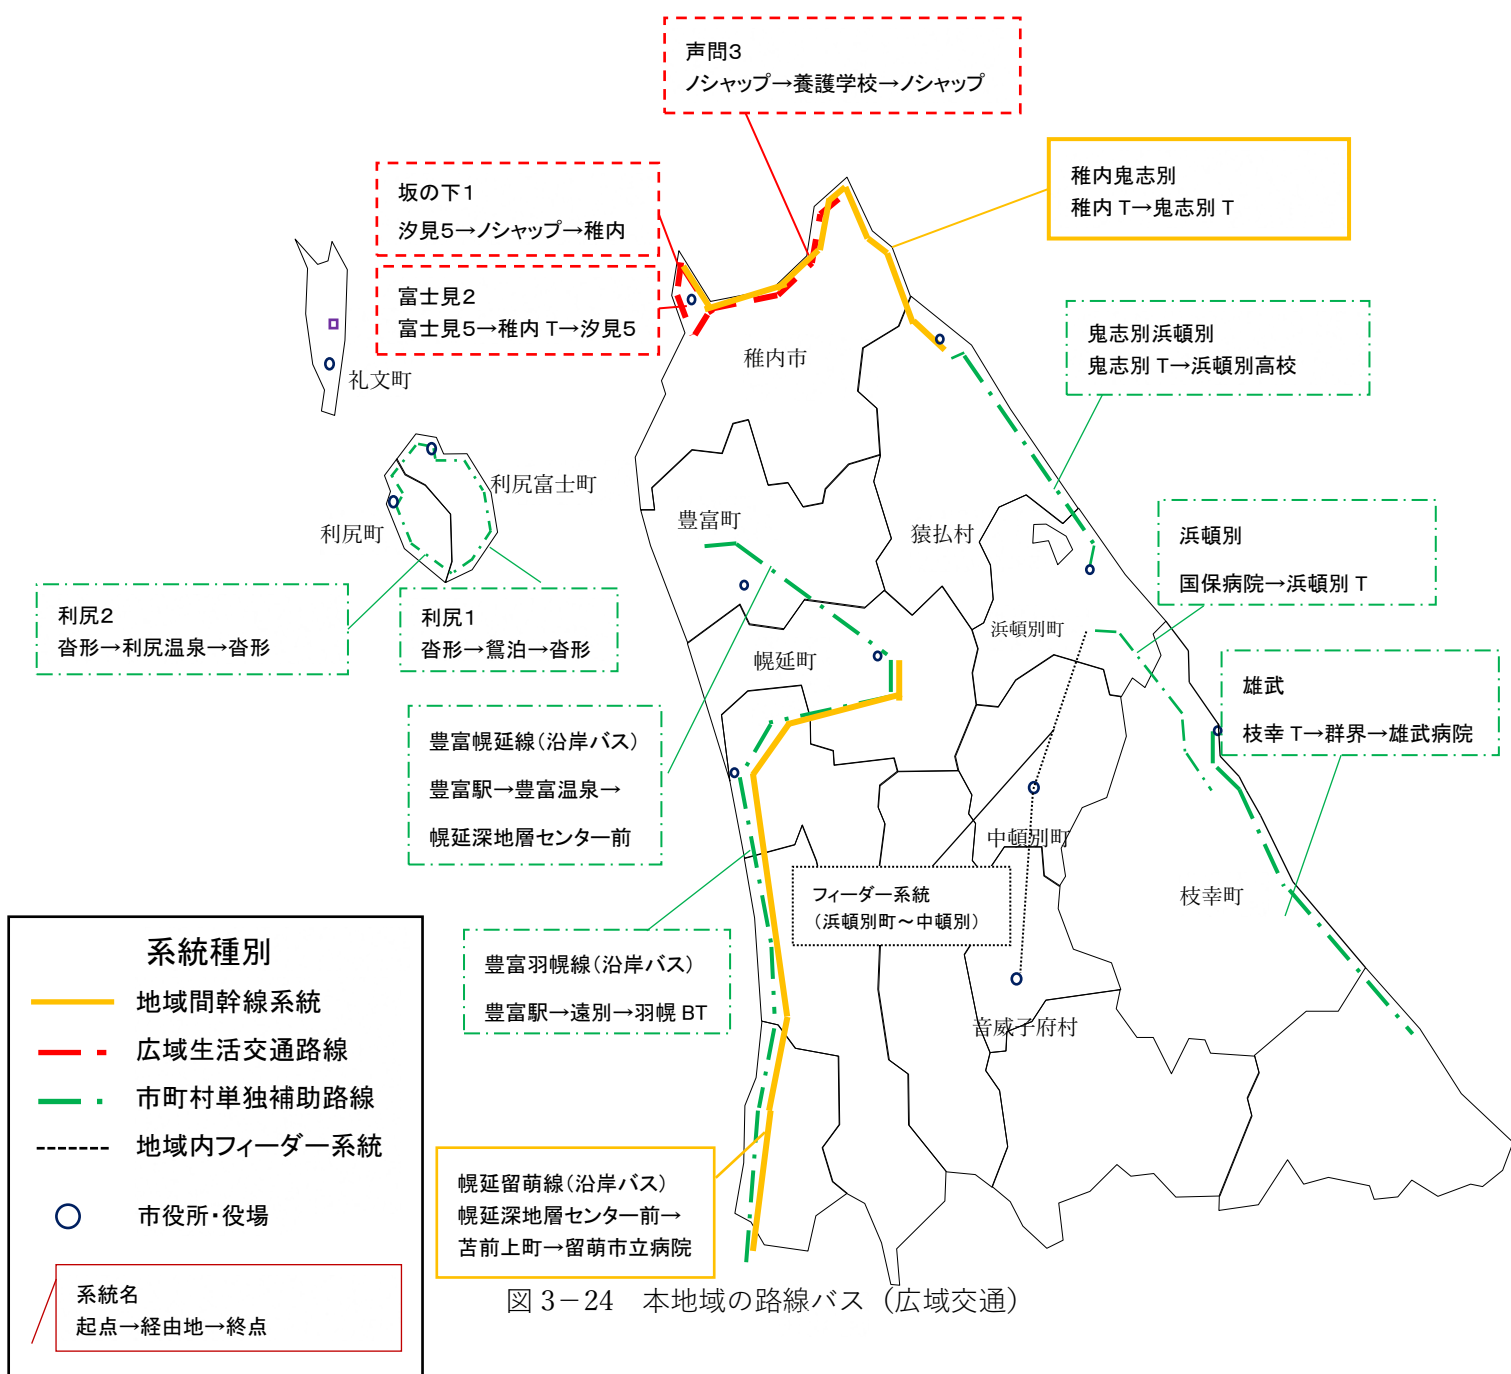 声問3
ノシャップ→養護学校→ノシャップ
坂の下1
汐見5→ノシャップ→稚内
稚内鬼志別
稚内 T→鬼志別 T
富士見2
富士見5→稚内 T→汐見5
鬼志別浜頓別
鬼志別 T→浜頓別高校
稚内市
礼文町
利尻富士町
利尻町
豊富町
猿払村
浜頓別
国保病院→浜頓別 T
利尻2
沓形→利尻温泉→沓形
利尻1
沓形→鴛泊→沓形
浜頓別町
幌延町
雄武
枝幸 T→群界→雄武病院
豊富幌延線(沿岸バス)
豊富駅→豊富温泉→
幌延深地層センター前
中頓別町
枝幸町
フィーダー系統
(浜頓別町～中頓別)
豊富羽幌線(沿岸バス)
豊富駅→遠別→羽幌 BT
音威子府村
系統種別
地域間幹線系統
広域生活交通路線
市町村単独補助路線
地域内フィーダー系統
市役所・役場
系統名
起点→経由地→終点
幌延留萌線(沿岸バス)
幌延深地層センター前→
苫前上町→留萌市立病院
図 3－24　本地域の路線バス（広域交通）